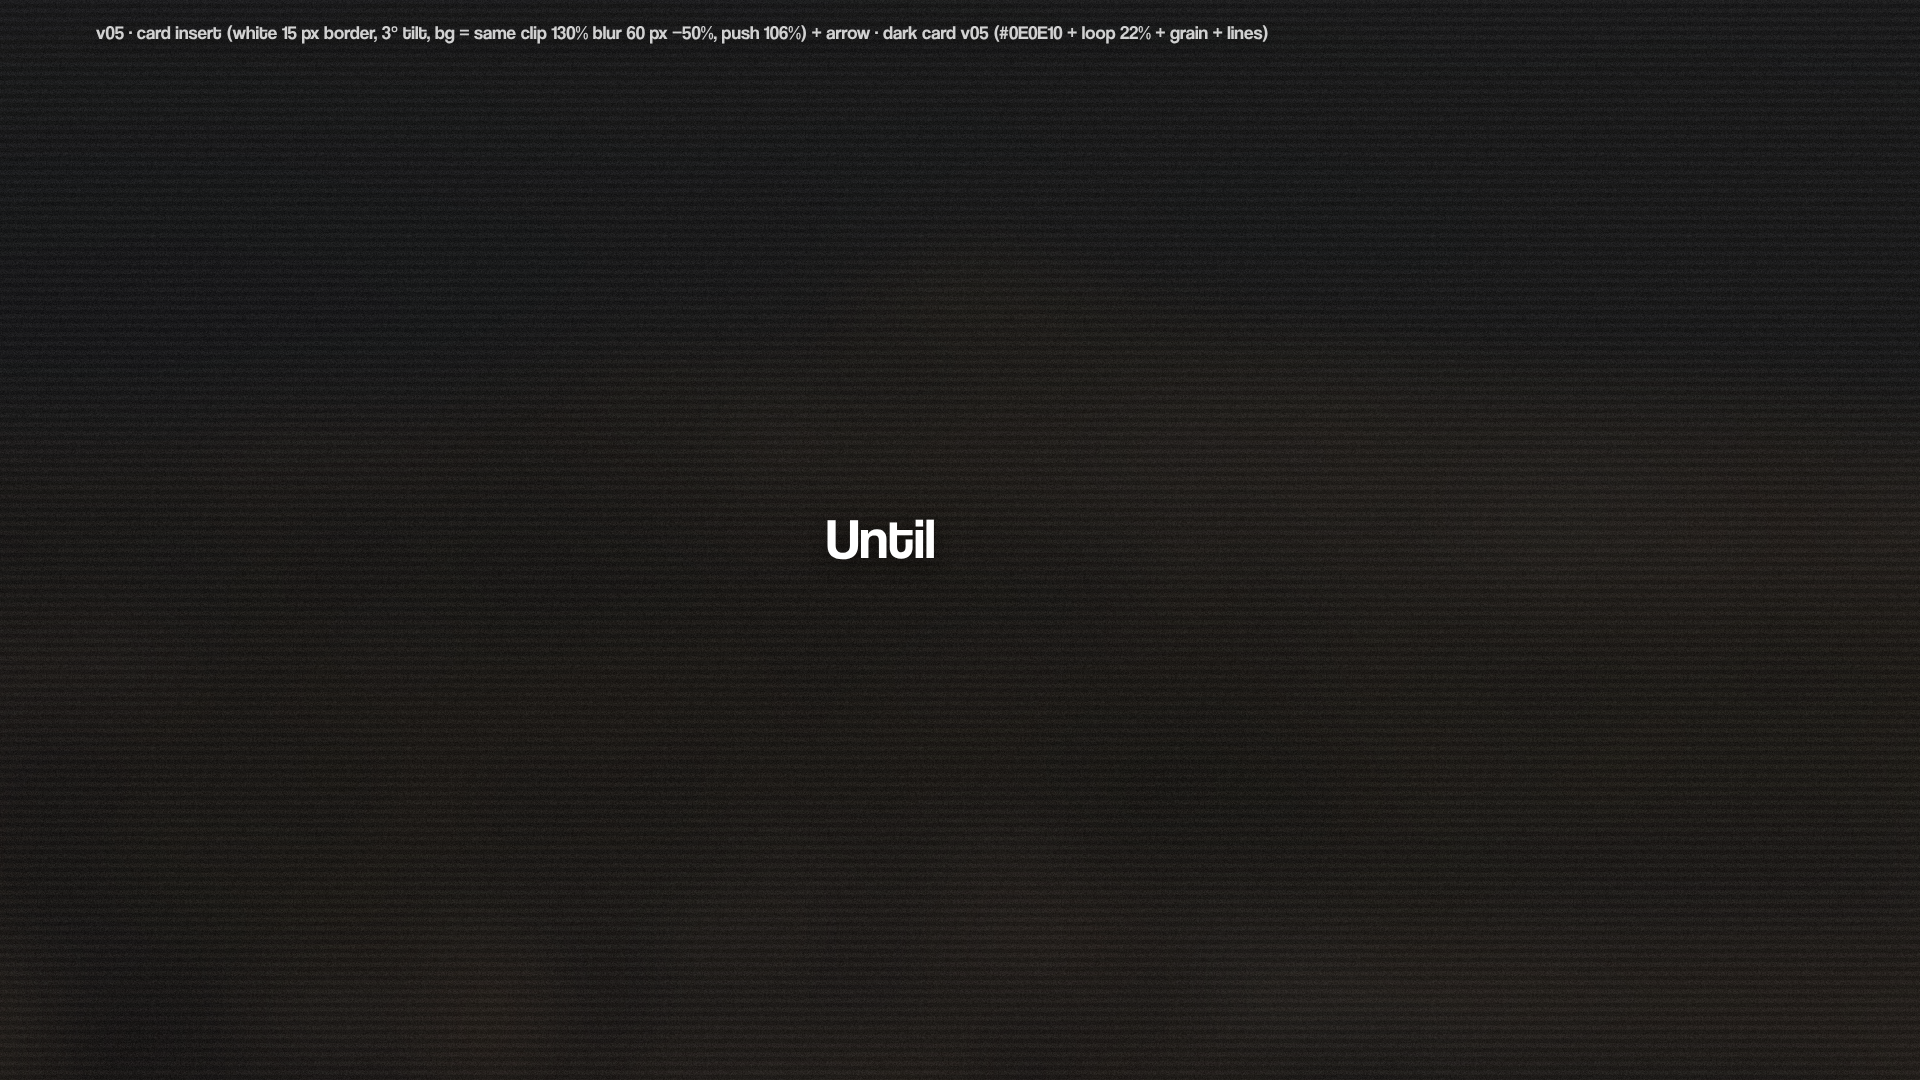 v05 · card insert (white 15 px border, 3° tilt, bg = same clip 130% blur 60 px −50%, push 106%) + arrow · dark card v05 (#0E0E10 + loop 22% + grain + lines)
Until